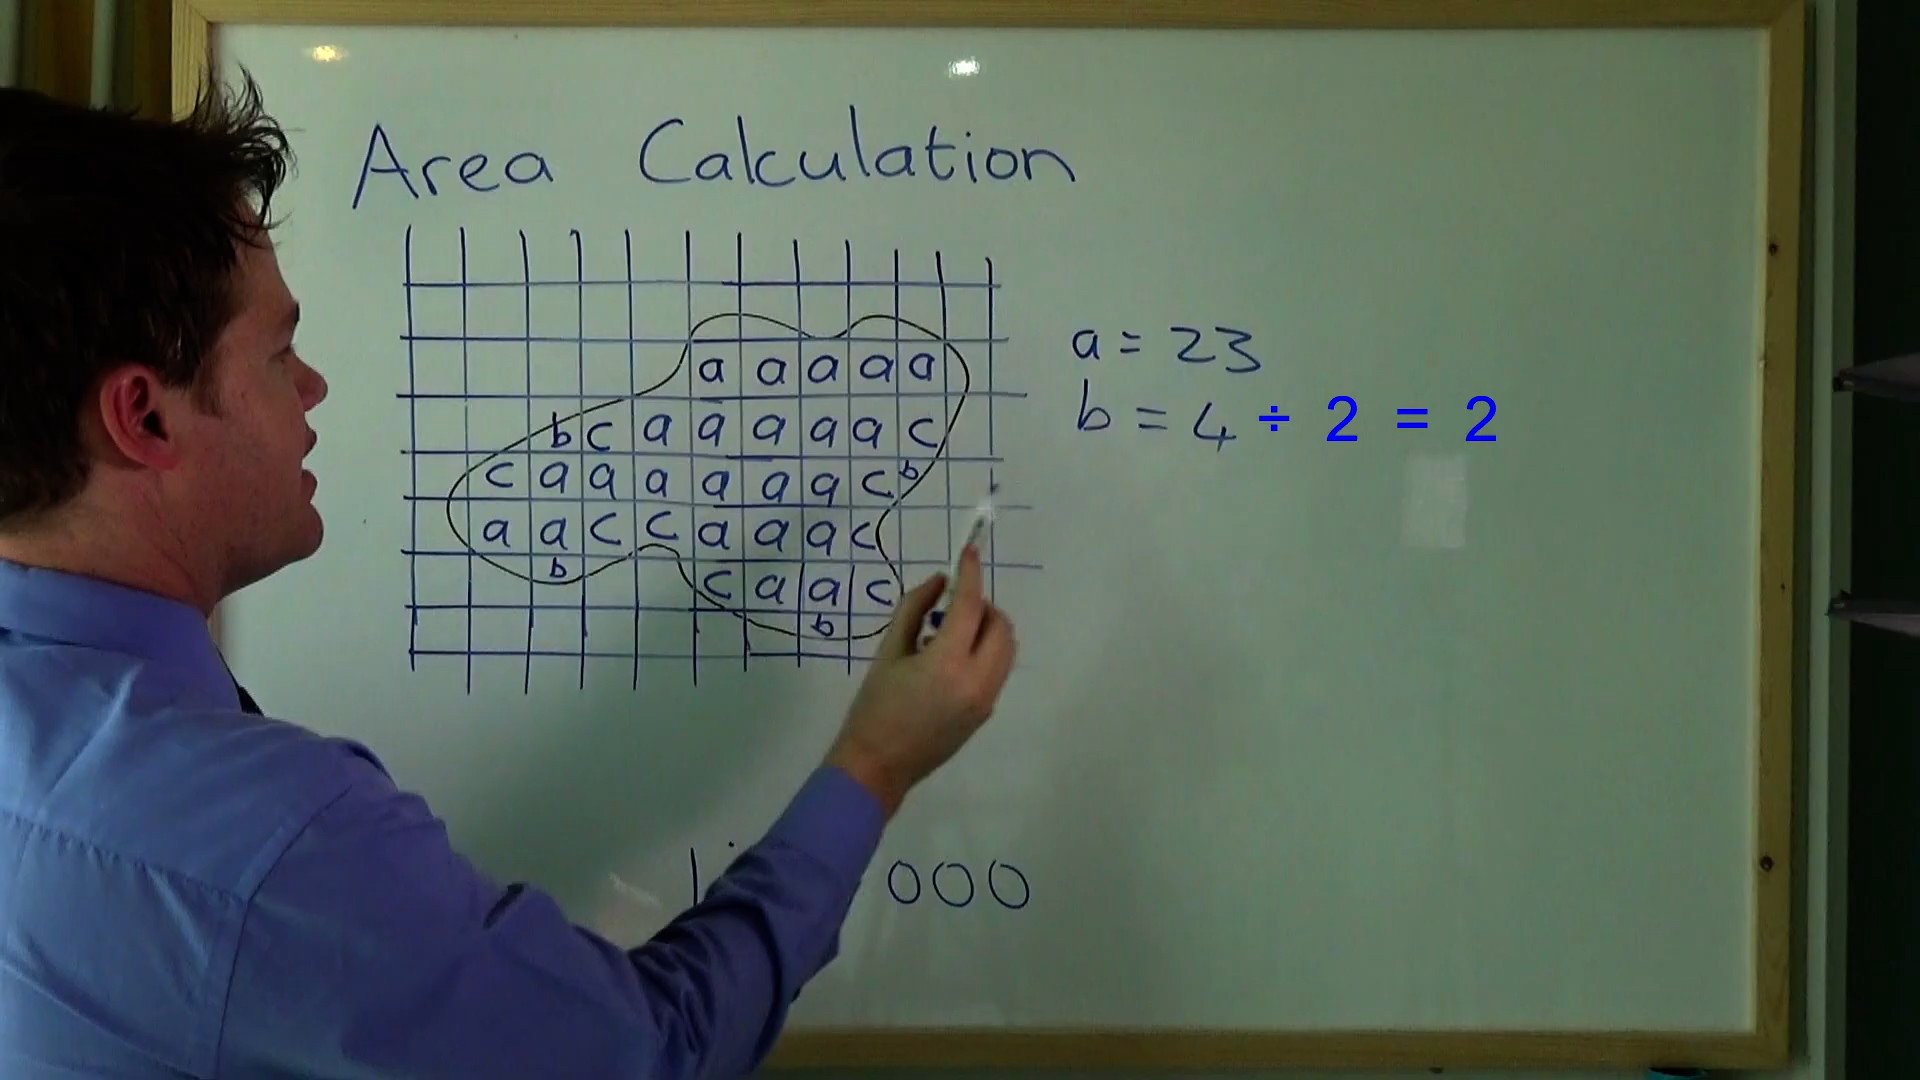 Area Calculation
a a a a a
b c a a a a a c
c a a a a a a c b
a a c c a a a c
b c a a c
b
a = 23
b = 4 ÷ 2 = 2
000